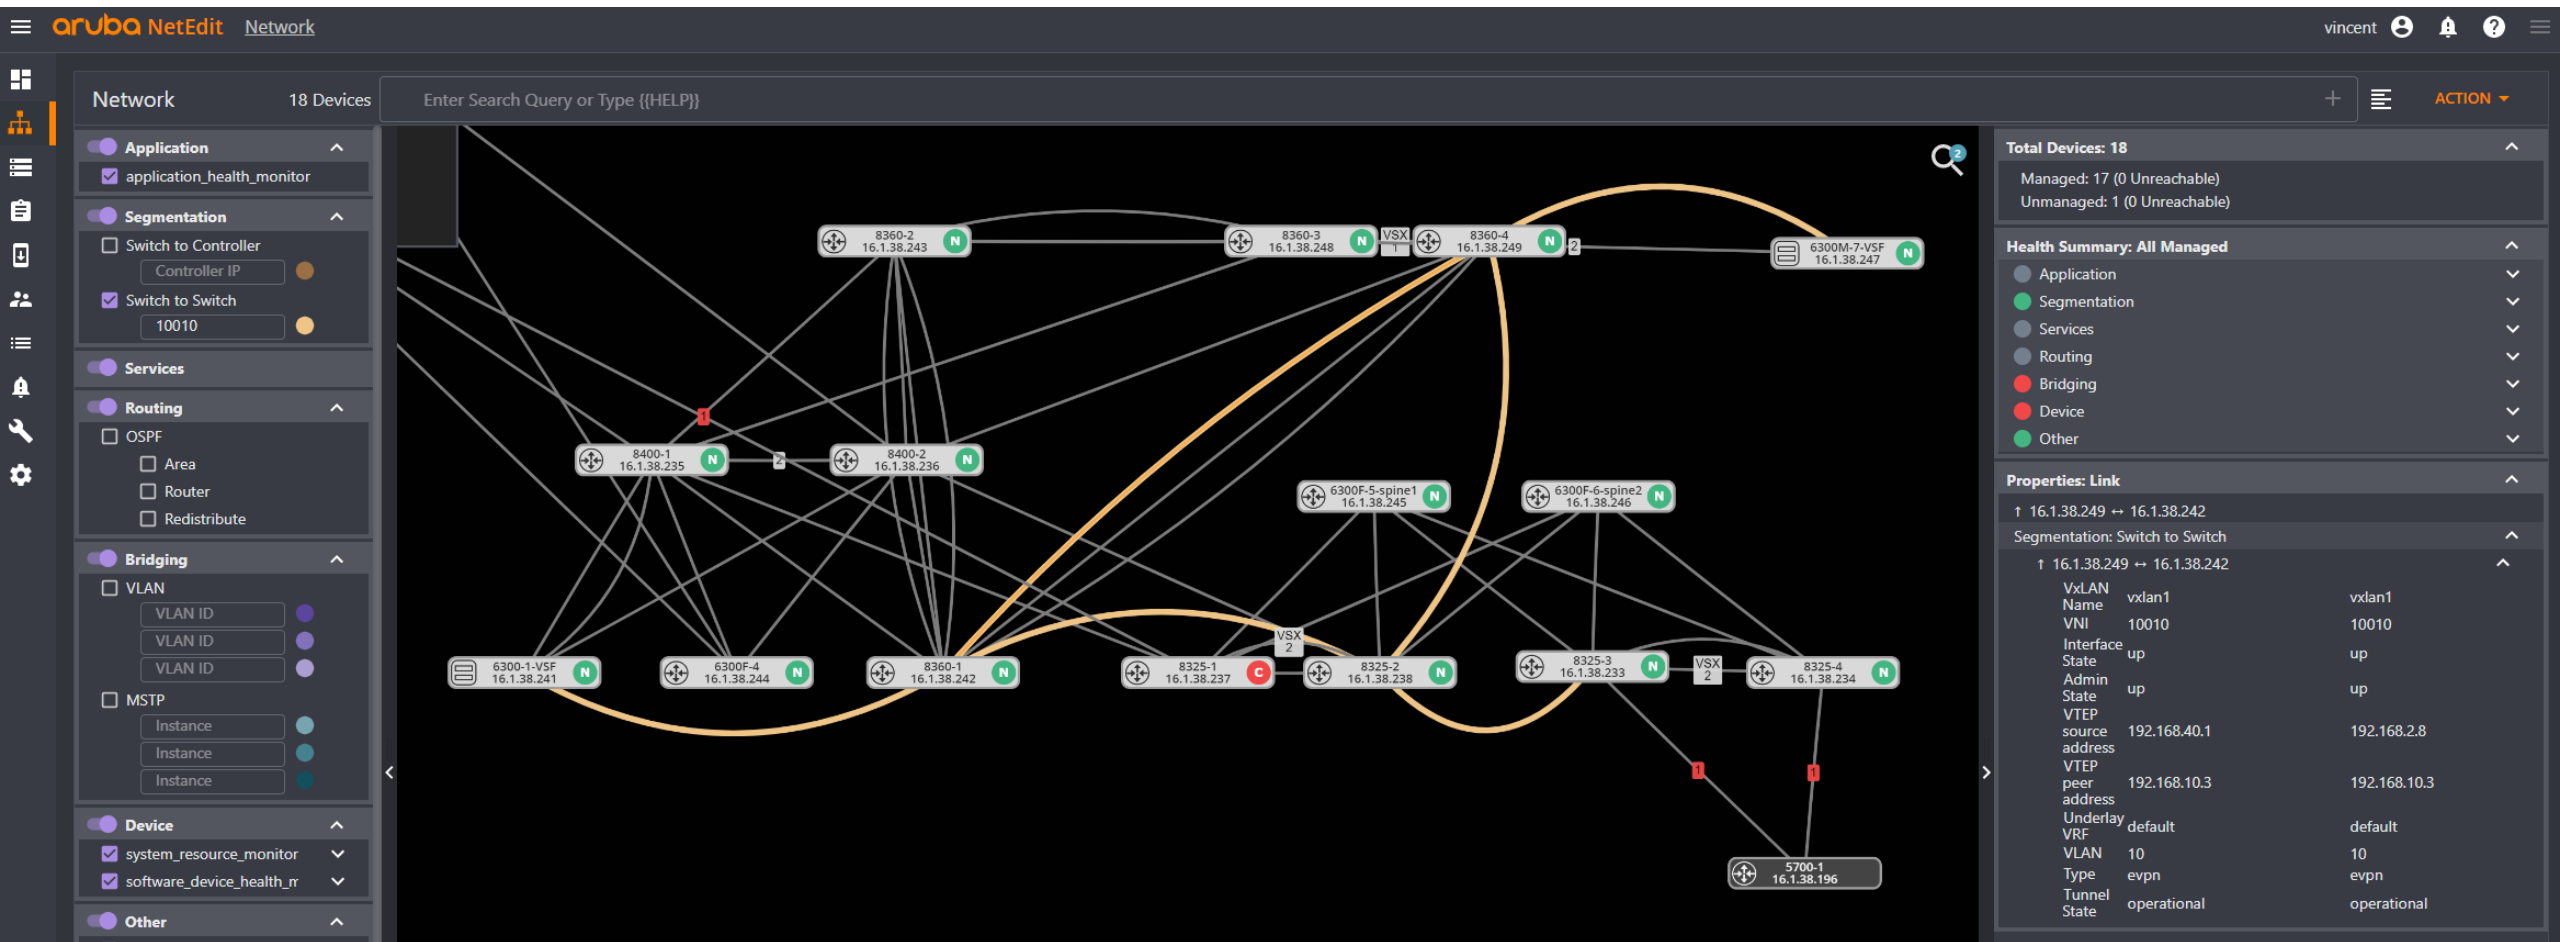 aruba NetEdit Network
vincent
Network 18 Devices Enter Search Query or Type {{HELP}}
ACTION
Application
application_health_monitor
Segmentation
Switch to Controller
Controller IP
Switch to Switch
10010
Services
Routing
OSPF
Area
Router
Redistribute
Bridging
VLAN
VLAN ID
VLAN ID
VLAN ID
MSTP
Instance
Instance
Instance
Device
system_resource_monitor
software_device_health_m
Other
2
8360-2
16.1.38.243
N
8360-3
16.1.38.248
N
VSX
1
8360-4
16.1.38.249
N
2
6300M-7-VSF
16.1.38.247
N
1
8400-1
16.1.38.235
N
2
8400-2
16.1.38.236
N
6300F-5-spine1
16.1.38.245
N
6300F-6-spine2
16.1.38.246
N
6300-1-VSF
16.1.38.241
N
6300F-4
16.1.38.244
N
8360-1
16.1.38.242
N
8325-1
16.1.38.237
C
VSX
2
8325-2
16.1.38.238
N
8325-3
16.1.38.233
N
VSX
2
8325-4
16.1.38.234
N
1
1
5700-1
16.1.38.196
Total Devices: 18
Managed: 17 (0 Unreachable)
Unmanaged: 1 (0 Unreachable)
Health Summary: All Managed
Application
Segmentation
Services
Routing
Bridging
Device
Other
Properties: Link
↑ 16.1.38.249 ↔ 16.1.38.242
Segmentation: Switch to Switch
↑ 16.1.38.249 ↔ 16.1.38.242
VxLAN
Name vxlan1 vxlan1
VNI 10010 10010
Interface
State up up
Admin
State up up
VTEP
source 192.168.40.1 192.168.2.8
address
VTEP
peer 192.168.10.3 192.168.10.3
address
Underlay
VRF default default
VLAN 10 10
Type evpn evpn
Tunnel
State operational operational